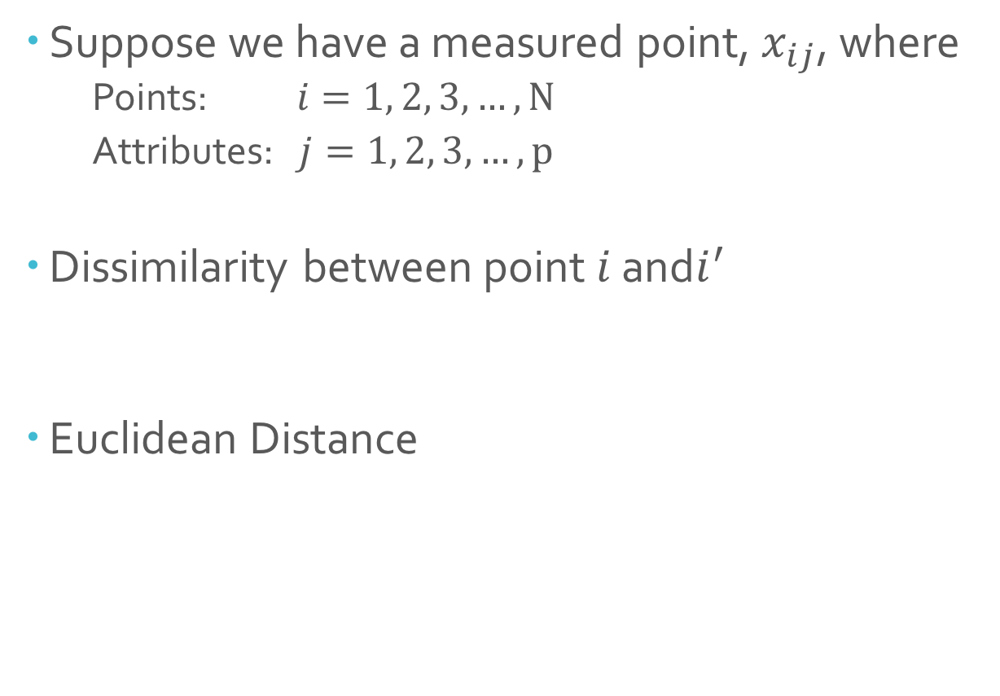 • Suppose we have a measured point, $x_{ij}$, where
Points: $i = 1, 2, 3, \ldots, \mathrm{N}$
Attributes: $j = 1, 2, 3, \ldots, \mathrm{p}$
• Dissimilarity between point $i$ and$i'$
• Euclidean Distance